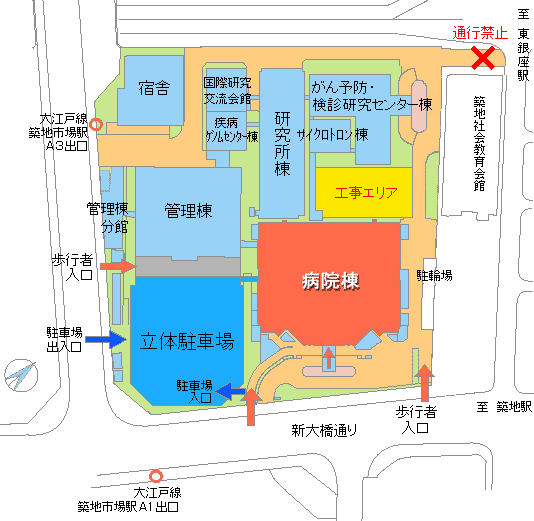 至
東銀座駅
通行禁止
宿舎
国際研究
交流会館
がん予防・
検診研究センター棟
研究所棟
疾病
ゲノムセンター棟
サイクロトロン棟
築地社会教育会館
六江戸線
築地市場駅
A3出口
工事エリア
管理棟
分館
管理棟
歩行者
入口
病院棟
駐輪場
駐車場
出入口
立体駐車場
駐車場
入口
歩行者
入口
至 築地駅
新大橋通り
六江戸線
築地市場駅A1出口